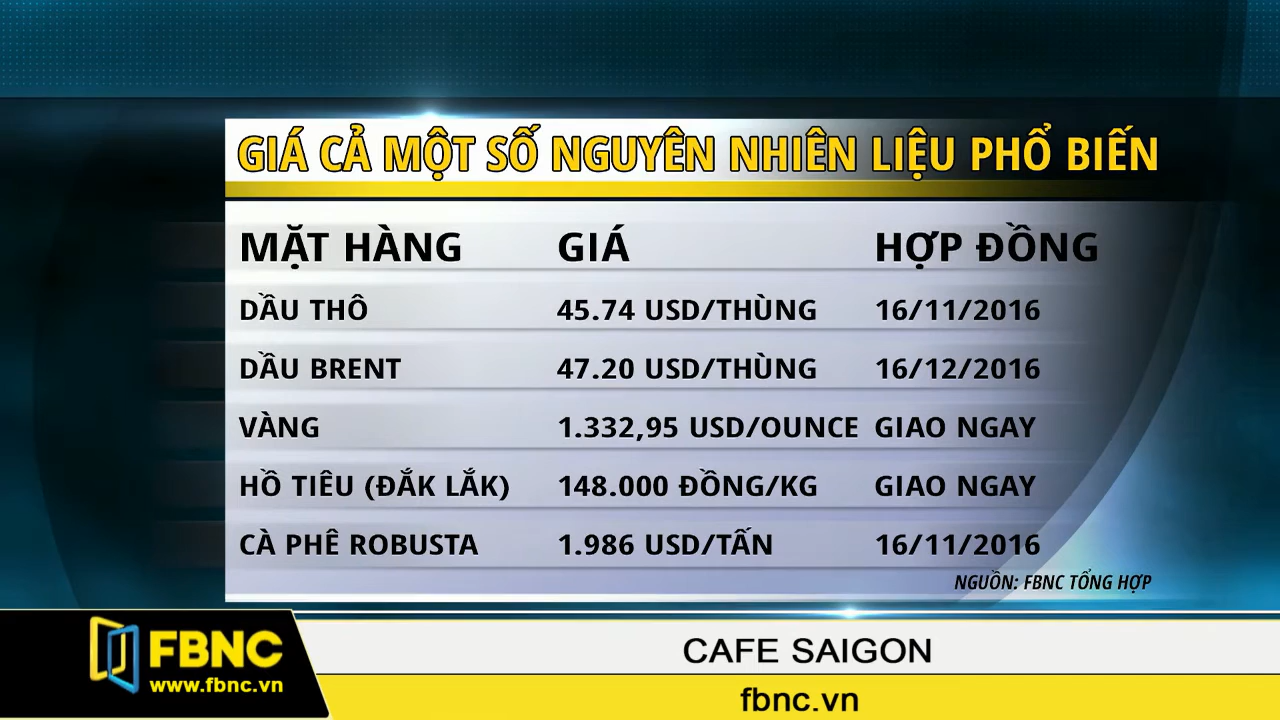 GIÁ CẢ MỘT SỐ NGUYÊN NHIÊN LIỆU PHỔ BIẾN
MẶT HÀNG GIÁ HỢP ĐỒNG
DẦU THÔ 45.74 USD/THÙNG 16/11/2016
DẦU BRENT 47.20 USD/THÙNG 16/12/2016
VÀNG 1.332,95 USD/OUNCE GIAO NGAY
HỒ TIÊU (ĐẮK LẮK) 148.000 ĐỒNG/KG GIAO NGAY
CÀ PHÊ ROBUSTA 1.986 USD/TẤN 16/11/2016
NGUỒN: FBNC TỔNG HỢP
FBNC
www.fbnc.vn
CAFE SAIGON
fbnc.vn